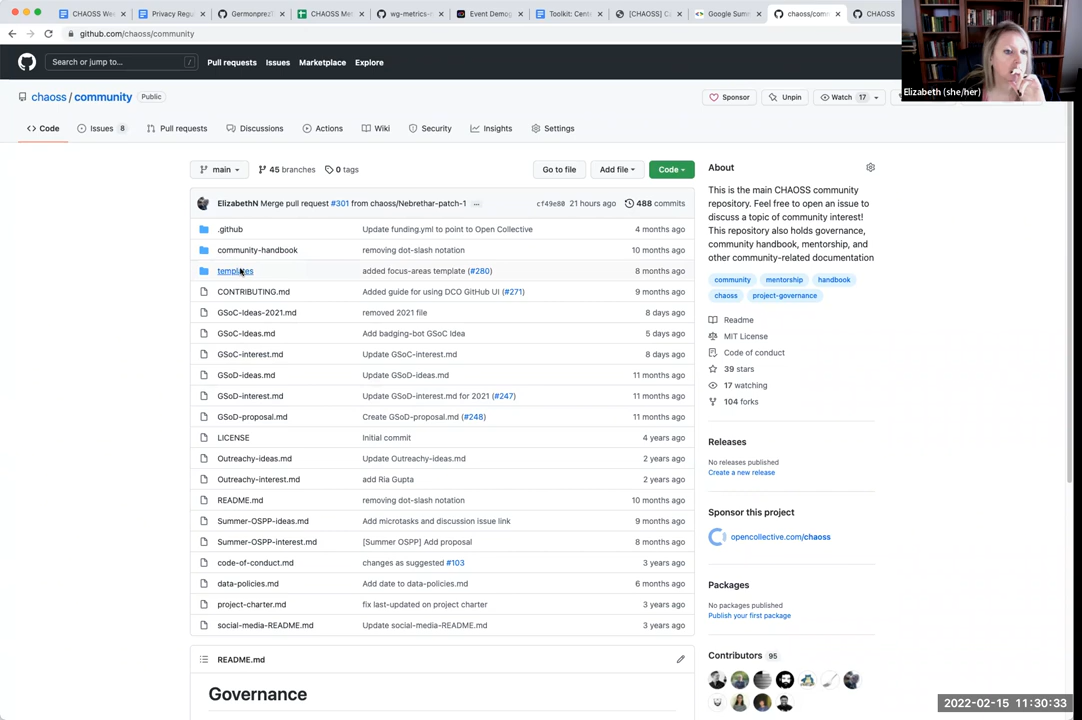 CHAOSS We
Privacy Regu
Germonprez
CHAOSS Me
wg-metrics-
Event Demog
Toolkit: Cent
[CHAOSS] C
Google Summ
chaoss/com
CHAOSS
github.com/chaoss/community
Search or jump to...
/
Pull requests
Issues
Marketplace
Explore
Elizabeth (she/her)
chaoss / community
Public
Sponsor
Unpin
Watch 17
Code
Issues 8
Pull requests
Discussions
Actions
Wiki
Security
Insights
Settings
main
45 branches
0 tags
Go to file
Add file
Code
ElizabethN Merge pull request #301 from chaoss/Nebrethar-patch-1 ...
cf49e80 21 hours ago
488 commits
.github Update funding.yml to point to Open Collective 4 months ago
community-handbook removing dot-slash notation 10 months ago
templates added focus-areas template (#280) 8 months ago
CONTRIBUTING.md Added guide for using DCO GitHub UI (#271) 9 months ago
GSoC-Ideas-2021.md removed 2021 file 8 days ago
GSoC-Ideas.md Add badging-bot GSoC Idea 5 days ago
GSoC-interest.md Update GSoC-interest.md 8 days ago
GSoD-ideas.md Update GSoD-ideas.md 11 months ago
GSoD-interest.md Update GSoD-interest.md for 2021 (#247) 11 months ago
GSoD-proposal.md Create GSoD-proposal.md (#248) 11 months ago
LICENSE Initial commit 4 years ago
Outreachy-ideas.md Update Outreachy-ideas.md 2 years ago
Outreachy-interest.md add Ria Gupta 2 years ago
README.md removing dot-slash notation 10 months ago
Summer-OSPP-ideas.md Add microtasks and discussion issue link 9 months ago
Summer-OSPP-interest.md [Summer OSPP] Add proposal 8 months ago
code-of-conduct.md changes as suggested #103 3 years ago
data-policies.md Add date to data-policies.md 6 months ago
project-charter.md fix last-updated on project charter 3 years ago
social-media-README.md Update social-media-README.md 3 years ago
README.md
Governance
About
This is the main CHAOSS community
repository. Feel free to open an issue to
discuss a topic of community interest!
This repository also holds governance,
community handbook, mentorship, and
other community-related documentation
community mentorship handbook
chaoss project-governance
Readme
MIT License
Code of conduct
39 stars
17 watching
104 forks
Releases
No releases published
Create a new release
Sponsor this project
opencollective.com/chaoss
Packages
No packages published
Publish your first package
Contributors 95
2022-02-15 11:30:33